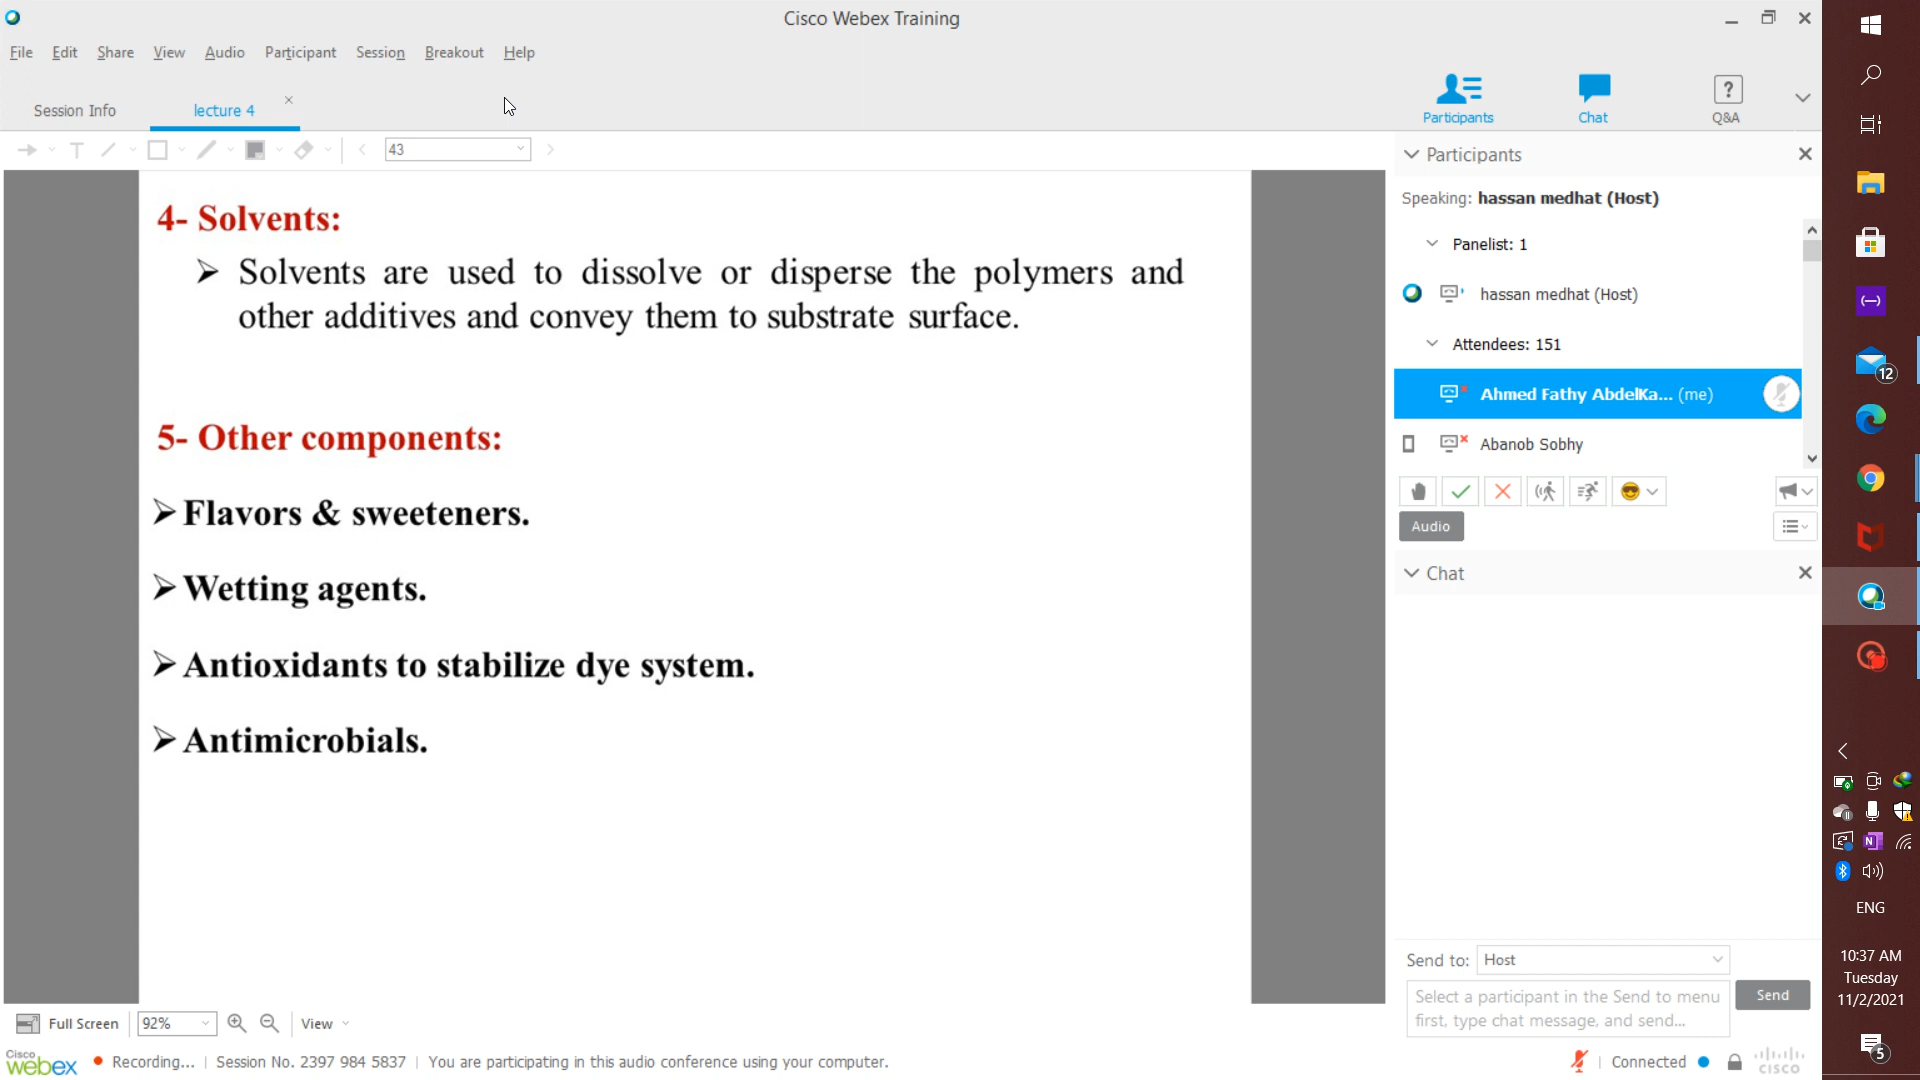 Cisco Webex Training
File Edit Share View Audio Participant Session Breakout Help
Session Info
lecture 4
Participants
Chat
?
Q&A
T
43
4- Solvents:
Solvents are used to dissolve or disperse the polymers and
other additives and convey them to substrate surface.
5- Other components:
Flavors & sweeteners.
Wetting agents.
Antioxidants to stabilize dye system.
Antimicrobials.
Participants
Speaking: hassan medhat (Host)
Panelist: 1
hassan medhat (Host)
Attendees: 151
Ahmed Fathy AbdelKa... (me)
Abanob Sobhy
Audio
Chat
Send to: Host
Select a participant in the Send to menu
first, type chat message, and send...
Send
Full Screen 92% View
Cisco
webex
Recording... | Session No. 2397 984 5837 | You are participating in this audio conference using your computer.
Connected
cisco
12
N
ENG
10:37 AM
Tuesday
11/2/2021
5